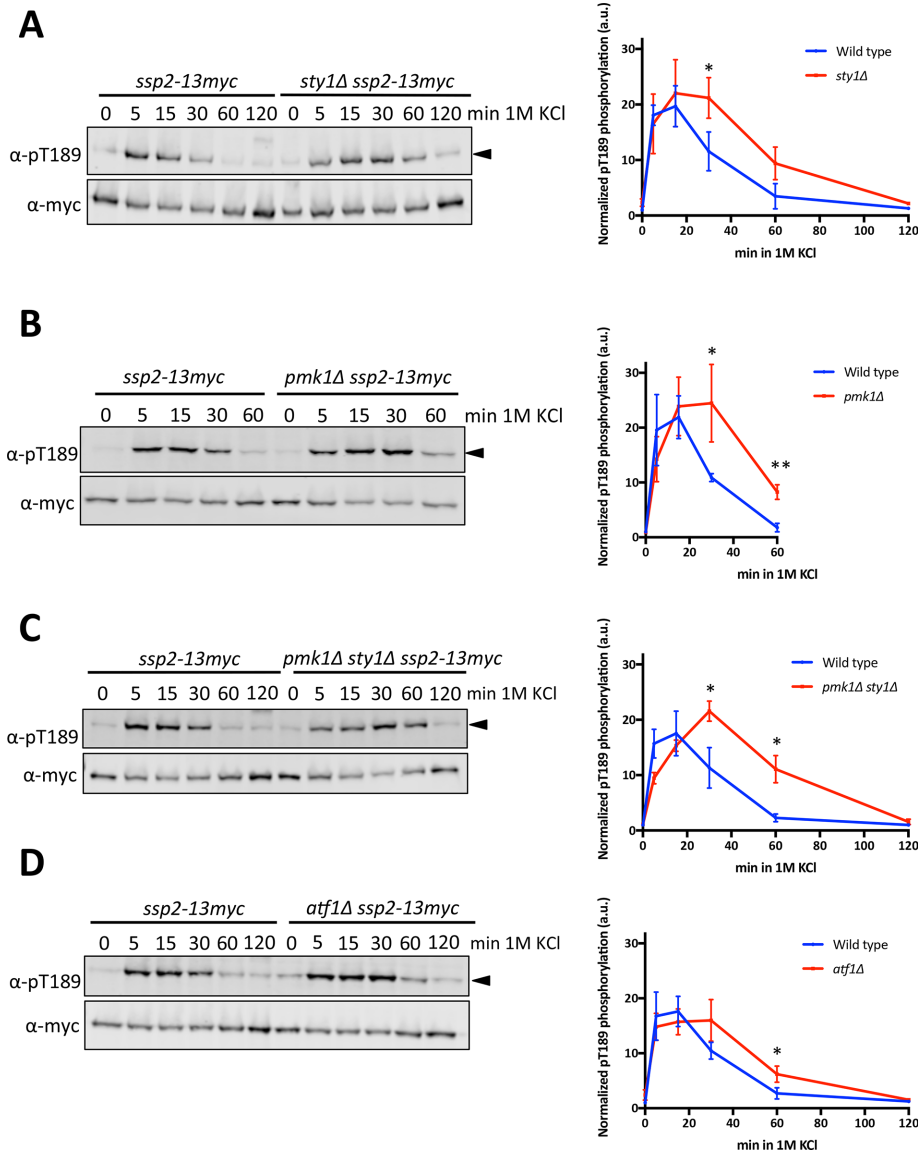 A
ssp2-13myc sty1Δ ssp2-13myc
0 5 15 30 60 120 0 5 15 30 60 120 min 1M KCl
α-pT189
α-myc
Normalized pT189 phosphorylation (a.u.)
30
20
10
0
0 20 40 60 80 100 120
min in 1M KCl
*
Wild type
sty1Δ
B
ssp2-13myc pmk1Δ ssp2-13myc
0 5 15 30 60 0 5 15 30 60 min 1M KCl
α-pT189
α-myc
Normalized pT189 phosphorylation (a.u.)
30
20
10
0
0 20 40 60
min in 1M KCl
*
**
Wild type
pmk1Δ
C
ssp2-13myc pmk1Δ sty1Δ ssp2-13myc
0 5 15 30 60 120 0 5 15 30 60 120 min 1M KCl
α-pT189
α-myc
Normalized pT189 phosphorylation (a.u.)
30
20
10
0
0 20 40 60 80 100 120
min in 1M KCl
*
*
Wild type
pmk1Δ sty1Δ
D
ssp2-13myc atf1Δ ssp2-13myc
0 5 15 30 60 120 0 5 15 30 60 120 min 1M KCl
α-pT189
α-myc
Normalized pT189 phosphorylation (a.u.)
30
20
10
0
0 20 40 60 80 100 120
min in 1M KCl
*
Wild type
atf1Δ